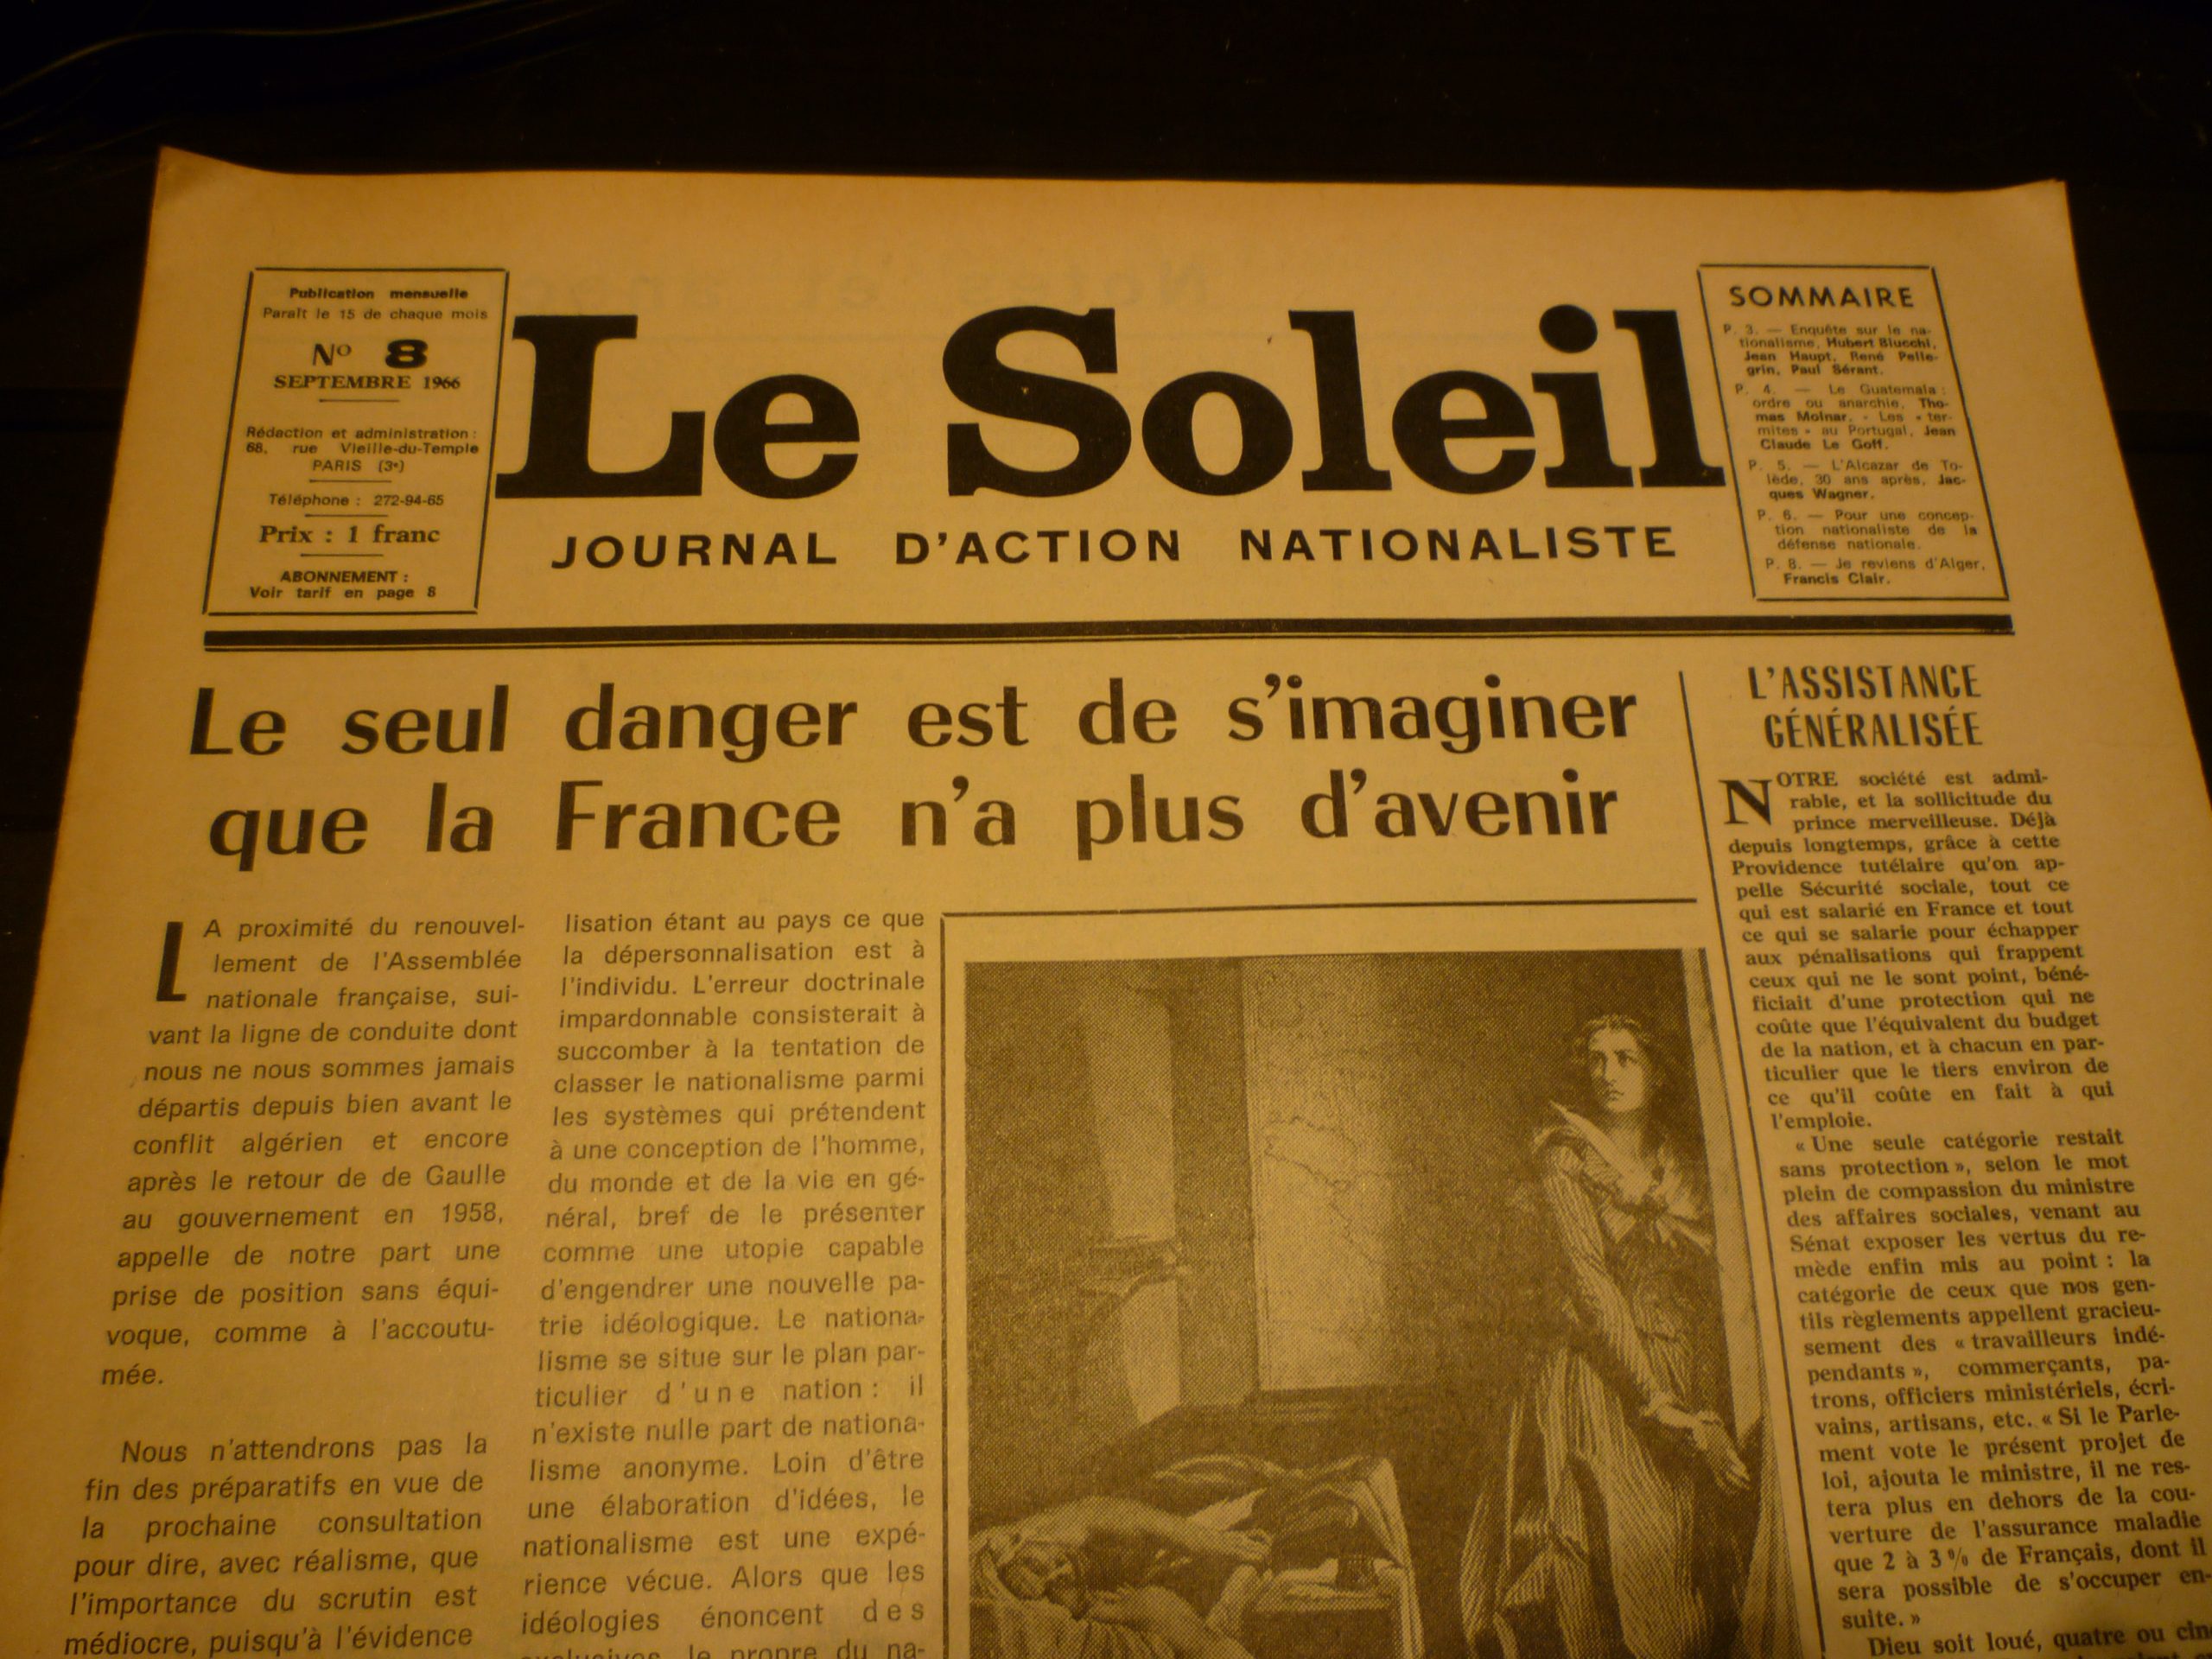 Publication mensuelle
Paraît le 15 de chaque mois
No 8
SEPTEMBRE 1966
Rédaction et administration :
68, rue Vieille-du-Temple
PARIS (3e)
Téléphone : 272-94-65
Prix : 1 franc
ABONNEMENT :
Voir tarif en page 8
Le Soleil
JOURNAL D'ACTION NATIONALISTE
SOMMAIRE
P. 3. — Enquête sur le na-
tionalisme, Hubert Biucchi,
Jean Haupt, René Pelle-
grin, Paul Sérant.
P. 4. — Le Guatemala :
ordre ou anarchie, Tho-
mas Molnar. - Les « ter-
mites » au Portugal, Jean
Claude Le Goff.
P. 5. — L'Alcazar de To-
lède, 30 ans après, Jac-
ques Wagner.
P. 6. — Pour une concep-
tion nationaliste de la
défense nationale.
P. 8. — Je reviens d'Alger,
Francis Clair.
Le seul danger est de s'imaginer
que la France n'a plus d'avenir
LA proximité du renouvel-
lement de l'Assemblée
nationale française, sui-
vant la ligne de conduite dont
nous ne nous sommes jamais
départis depuis bien avant le
conflit algérien et encore
après le retour de de Gaulle
au gouvernement en 1958,
appelle de notre part une
prise de position sans équi-
voque, comme à l'accoutu-
mée.
Nous n'attendrons pas la
fin des préparatifs en vue de
la prochaine consultation
pour dire, avec réalisme, que
l'importance du scrutin est
médiocre, puisqu'à l'évidence
lisation étant au pays ce que
la dépersonnalisation est à
l'individu. L'erreur doctrinale
impardonnable consisterait à
succomber à la tentation de
classer le nationalisme parmi
les systèmes qui prétendent
à une conception de l'homme,
du monde et de la vie en gé-
néral, bref de le présenter
comme une utopie capable
d'engendrer une nouvelle pa-
trie idéologique. Le nationa-
lisme se situe sur le plan par-
ticulier d'une nation : il
n'existe nulle part de nationa-
lisme anonyme. Loin d'être
une élaboration d'idées, le
nationalisme est une expé-
rience vécue. Alors que les
idéologies énoncent des
le propre du na-
L'ASSISTANCE
GÉNÉRALISÉE
NOTRE société est admi-
rable, et la sollicitude du
prince merveilleuse. Déjà
depuis longtemps, grâce à cette
Providence tutélaire qu'on ap-
pelle Sécurité sociale, tout ce
qui est salarié en France et tout
ce qui se salarie pour échapper
aux pénalisations qui frappent
ceux qui ne le sont point, béné-
ficiait d'une protection qui ne
coûte que l'équivalent du budget
de la nation, et à chacun en par-
ticulier que le tiers environ de
ce qu'il coûte en fait à qui
l'emploie.
« Une seule catégorie restait
sans protection », selon le mot
plein de compassion du ministre
des affaires sociales, venant au
Sénat exposer les vertus du re-
mède enfin mis au point : la
catégorie de ceux que nos gen-
tils règlements appellent gracieu-
sement des « travailleurs indé-
pendants », commerçants, pa-
trons, officiers ministériels, écri-
vains, artisans, etc. « Si le Parle-
ment vote le présent projet de
loi, ajouta le ministre, il ne res-
tera plus en dehors de la cou-
verture de l'assurance maladie
que 2 à 3 % de Français, dont il
sera possible de s'occuper en-
suite. »
Dieu soit loué, quatre ou cinq